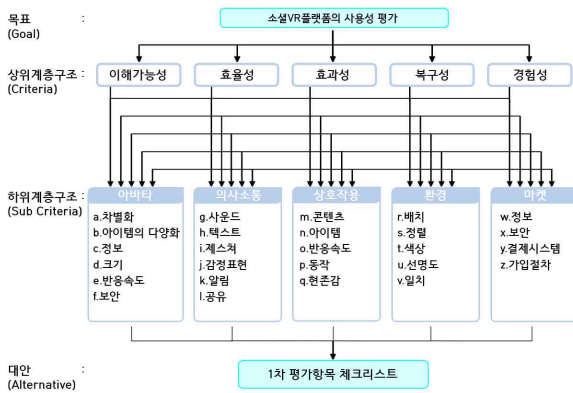 목표 :
(Goal)
소셜VR플랫폼의 사용성 평가
상위계층구조 :
(Criteria)
이해가능성
효율성
효과성
복구성
경험성
하위계층구조 :
(Sub Criteria)
아바타
a.차별화
b.아이템의 다양화
c.정보
d.크기
e.반응속도
f.보안
의사소통
g.사운드
h.텍스트
i.제스쳐
j.감정표현
k.알림
l.공유
상호작용
m.콘텐츠
n.아이템
o.반응속도
p.동작
q.현존감
환경
r.배치
s.정렬
t.색상
u.선명도
v.일치
마켓
w.정보
x.보안
y.결제시스템
z.가입절차
대안 :
(Alternative)
1차 평가항목 체크리스트